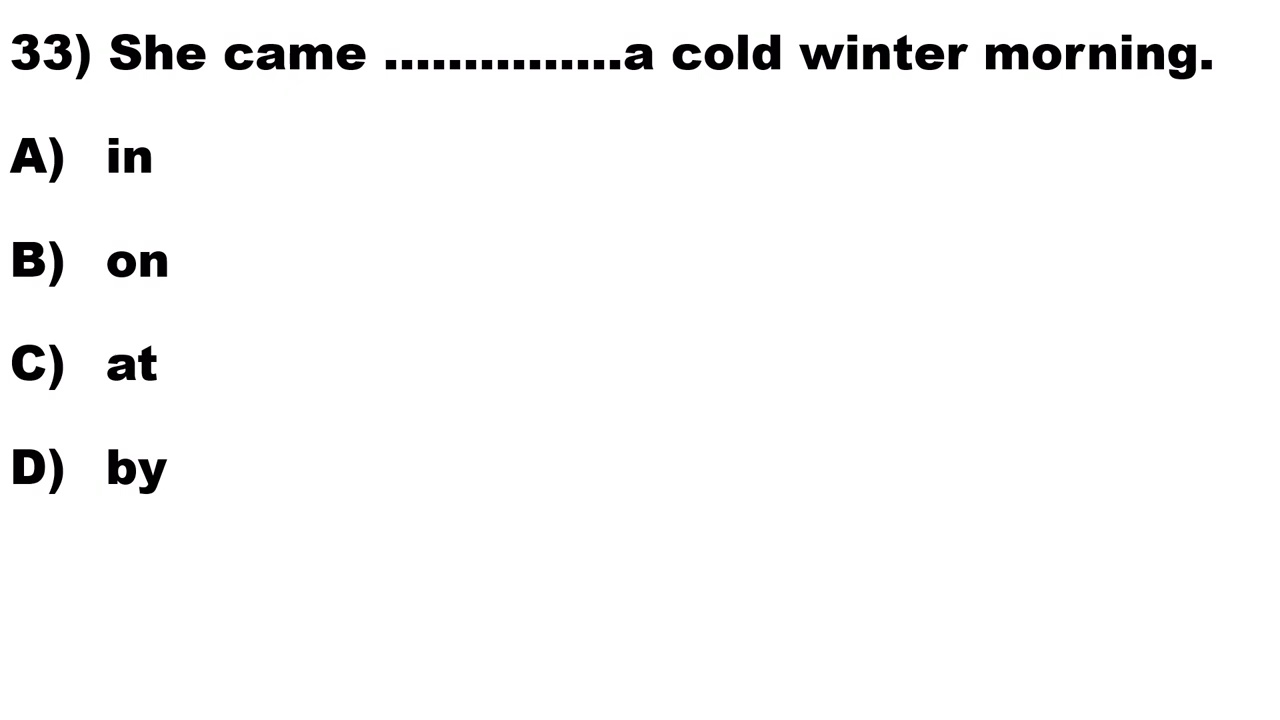 33) She came ...............a cold winter morning.
A) in
B) on
C) at
D) by